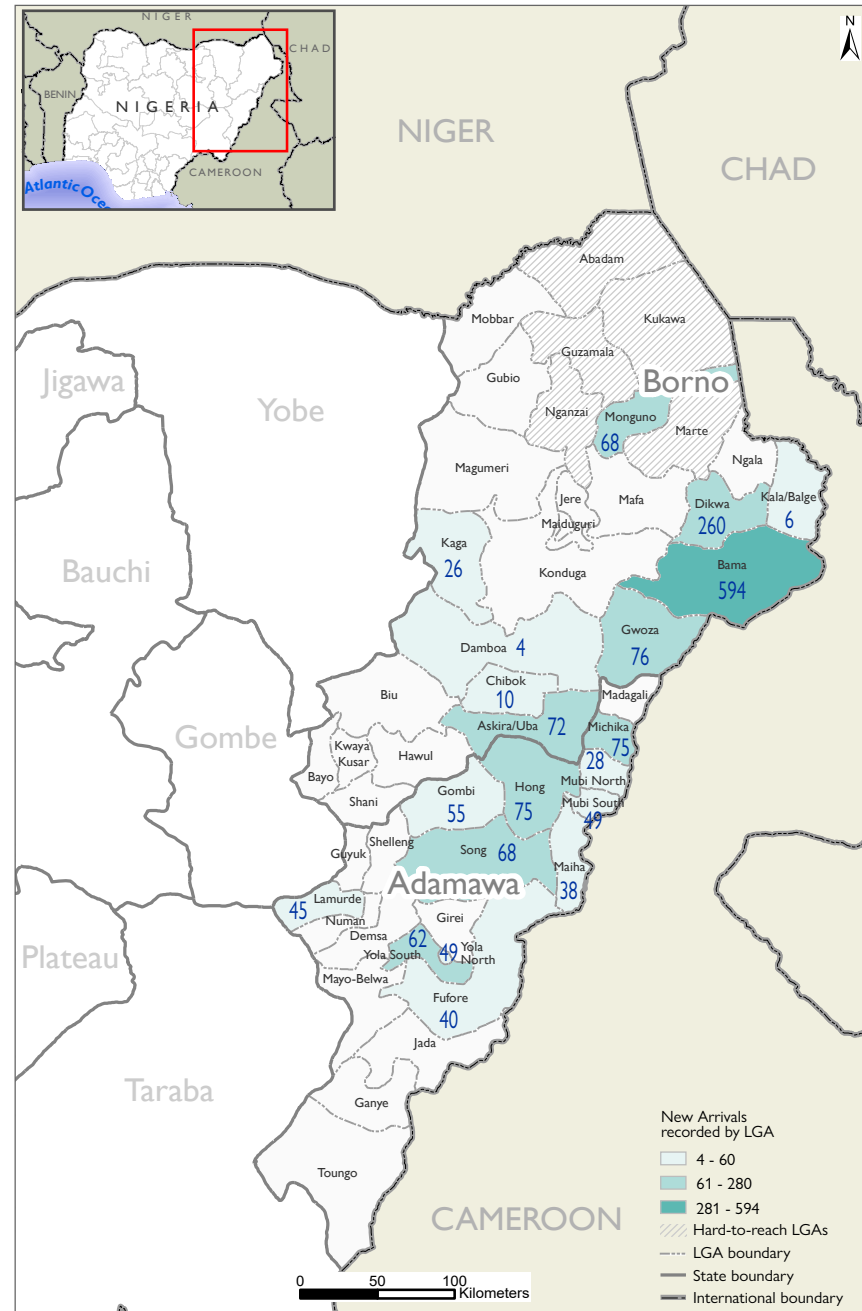 NIGER
CHAD
BENIN
NIGERIA
CAMEROON
Atlantic Oce
N
NIGER
CHAD
Abadam
Mobbar
Kukawa
Guzamala
Gubio
Borno
Jigawa
Yobe
Nganzai
Monguno
68
Marte
Magumeri
Ngala
Jere
Mafa
Dikwa
260
Kala/Balge
6
Maiduguri
Kaga
26
Konduga
Bama
594
Bauchi
Gwoza
76
Damboa
4
Chibok
10
Madagali
Biu
Askira/Uba
72
Michika
75
Gombe
Kwaya
Kusar
Hawul
28
Mubi North
Bayo
Hong
75
Gombi
55
Mubi South
49
Shani
Shelleng
Song
68
Guyuk
Maiha
38
Adamawa
Lamurde
45
Numan
Girei
Demsa
62
Yola South
49
Yola
North
Plateau
Mayo-Belwa
Fufore
40
Jada
Taraba
Ganye
Toungo
CAMEROON
New Arrivals
recorded by LGA
4 - 60
61 - 280
281 - 594
Hard-to-reach LGAs
LGA boundary
State boundary
International boundary
0 50 100
Kilometers